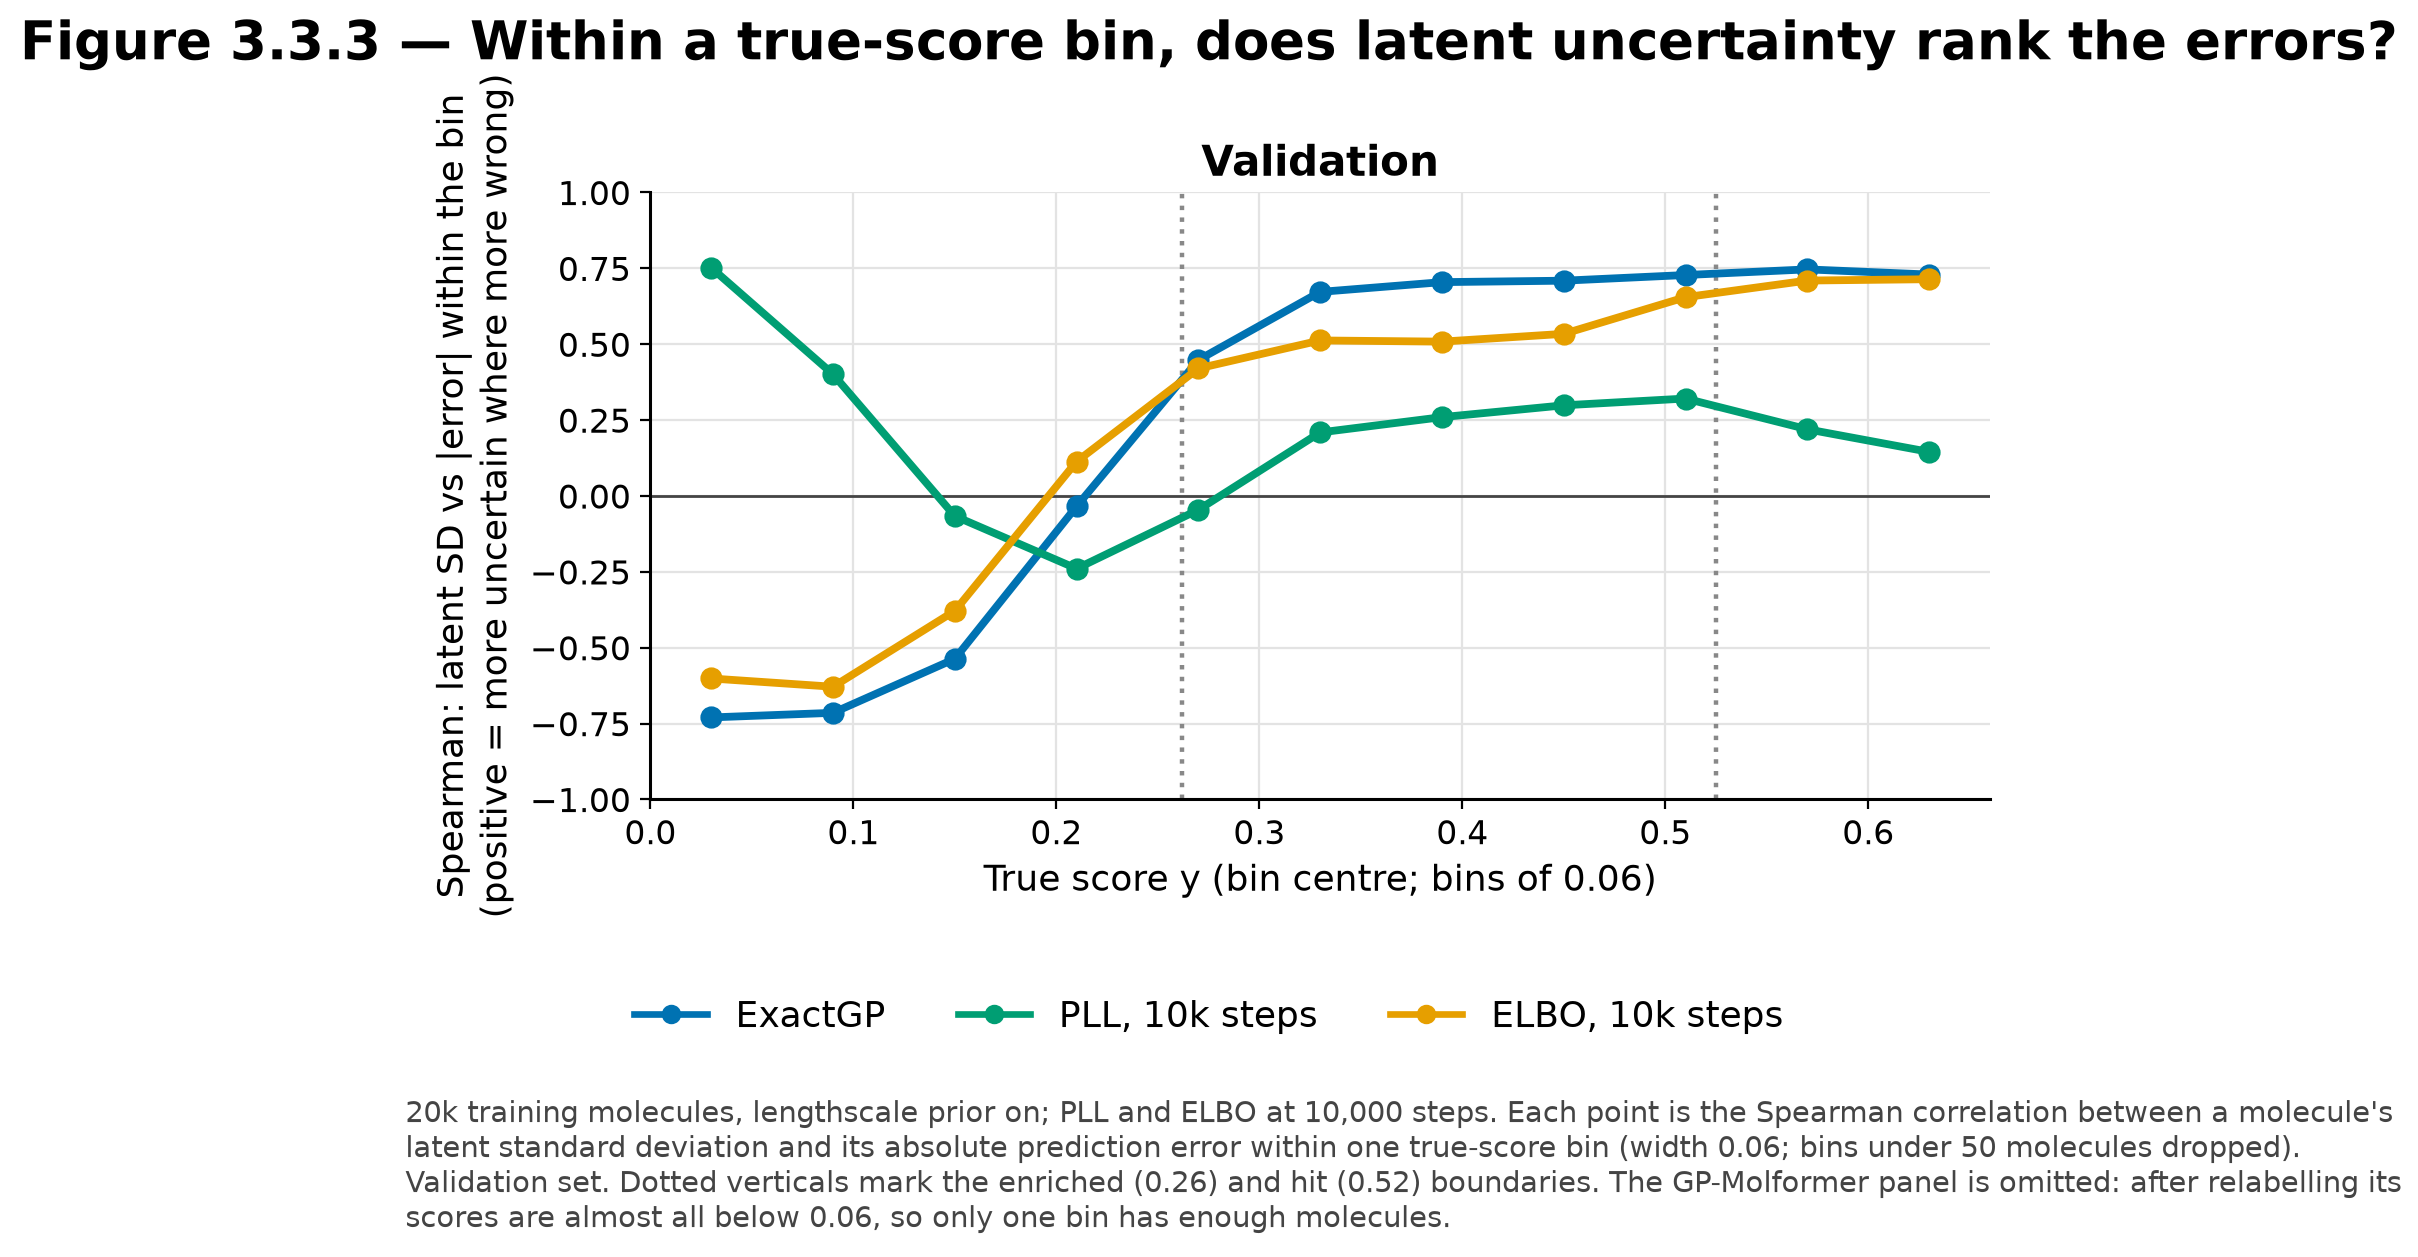 Figure 3.3.3 — Within a true-score bin, does latent uncertainty rank the errors?
Spearman: latent SD vs |error| within the bin
(positive = more uncertain where more wrong)
Validation
1.00
0.75
0.50
0.25
0.00
−0.25
−0.50
−0.75
−1.00
0.0 0.1 0.2 0.3 0.4 0.5 0.6
True score y (bin centre; bins of 0.06)
ExactGP PLL, 10k steps ELBO, 10k steps
20k training molecules, lengthscale prior on; PLL and ELBO at 10,000 steps. Each point is the Spearman correlation between a molecule's
latent standard deviation and its absolute prediction error within one true-score bin (width 0.06; bins under 50 molecules dropped).
Validation set. Dotted verticals mark the enriched (0.26) and hit (0.52) boundaries. The GP-Molformer panel is omitted: after relabelling its
scores are almost all below 0.06, so only one bin has enough molecules.